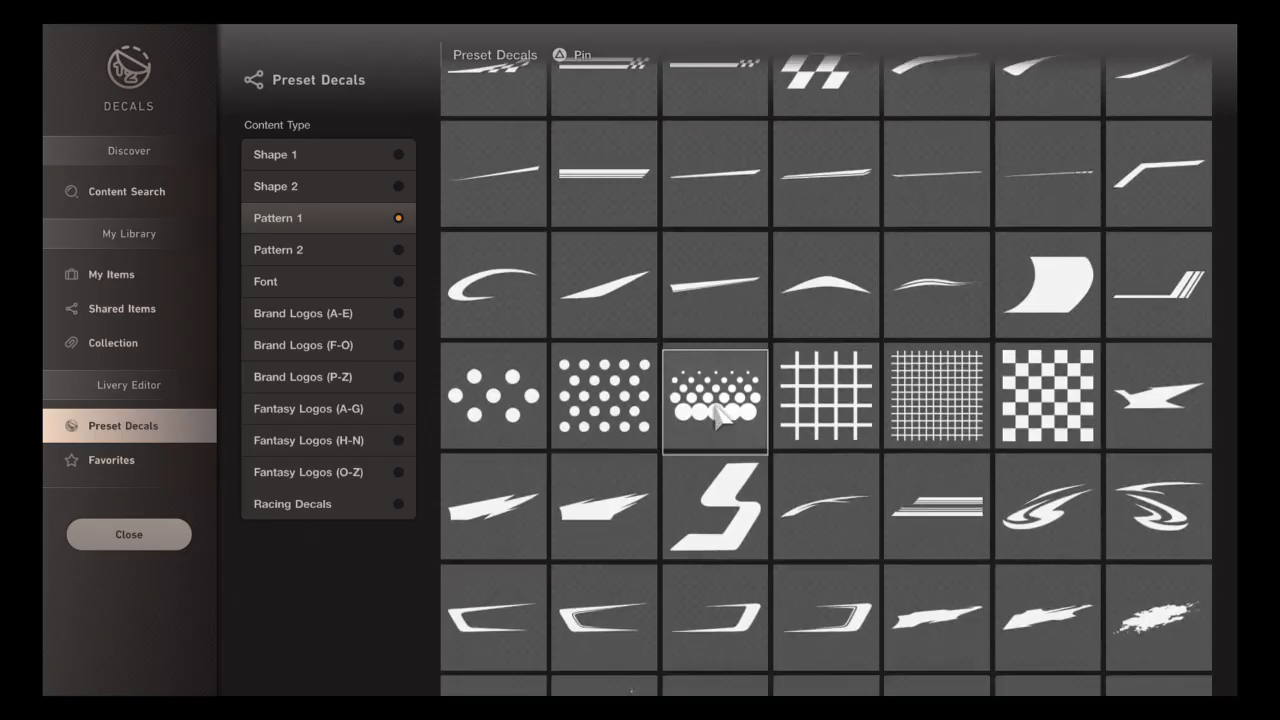 DECALS
Discover
Content Search
My Library
My Items
Shared Items
Collection
Livery Editor
Preset Decals
Favorites
Close
Preset Decals
Content Type
Shape 1
Shape 2
Pattern 1
Pattern 2
Font
Brand Logos (A-E)
Brand Logos (F-O)
Brand Logos (P-Z)
Fantasy Logos (A-G)
Fantasy Logos (H-N)
Fantasy Logos (O-Z)
Racing Decals
Preset Decals Pin